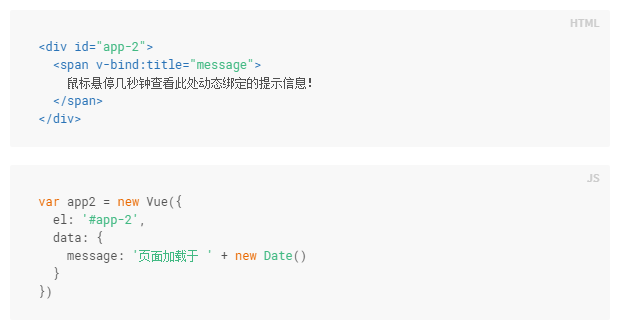 HTML
<div id="app-2">
  <span v-bind:title="message">
    鼠标悬停几秒钟查看此处动态绑定的提示信息!
  </span>
</div>
JS
var app2 = new Vue({
  el: '#app-2',
  data: {
    message: '页面加载于 ' + new Date()
  }
})